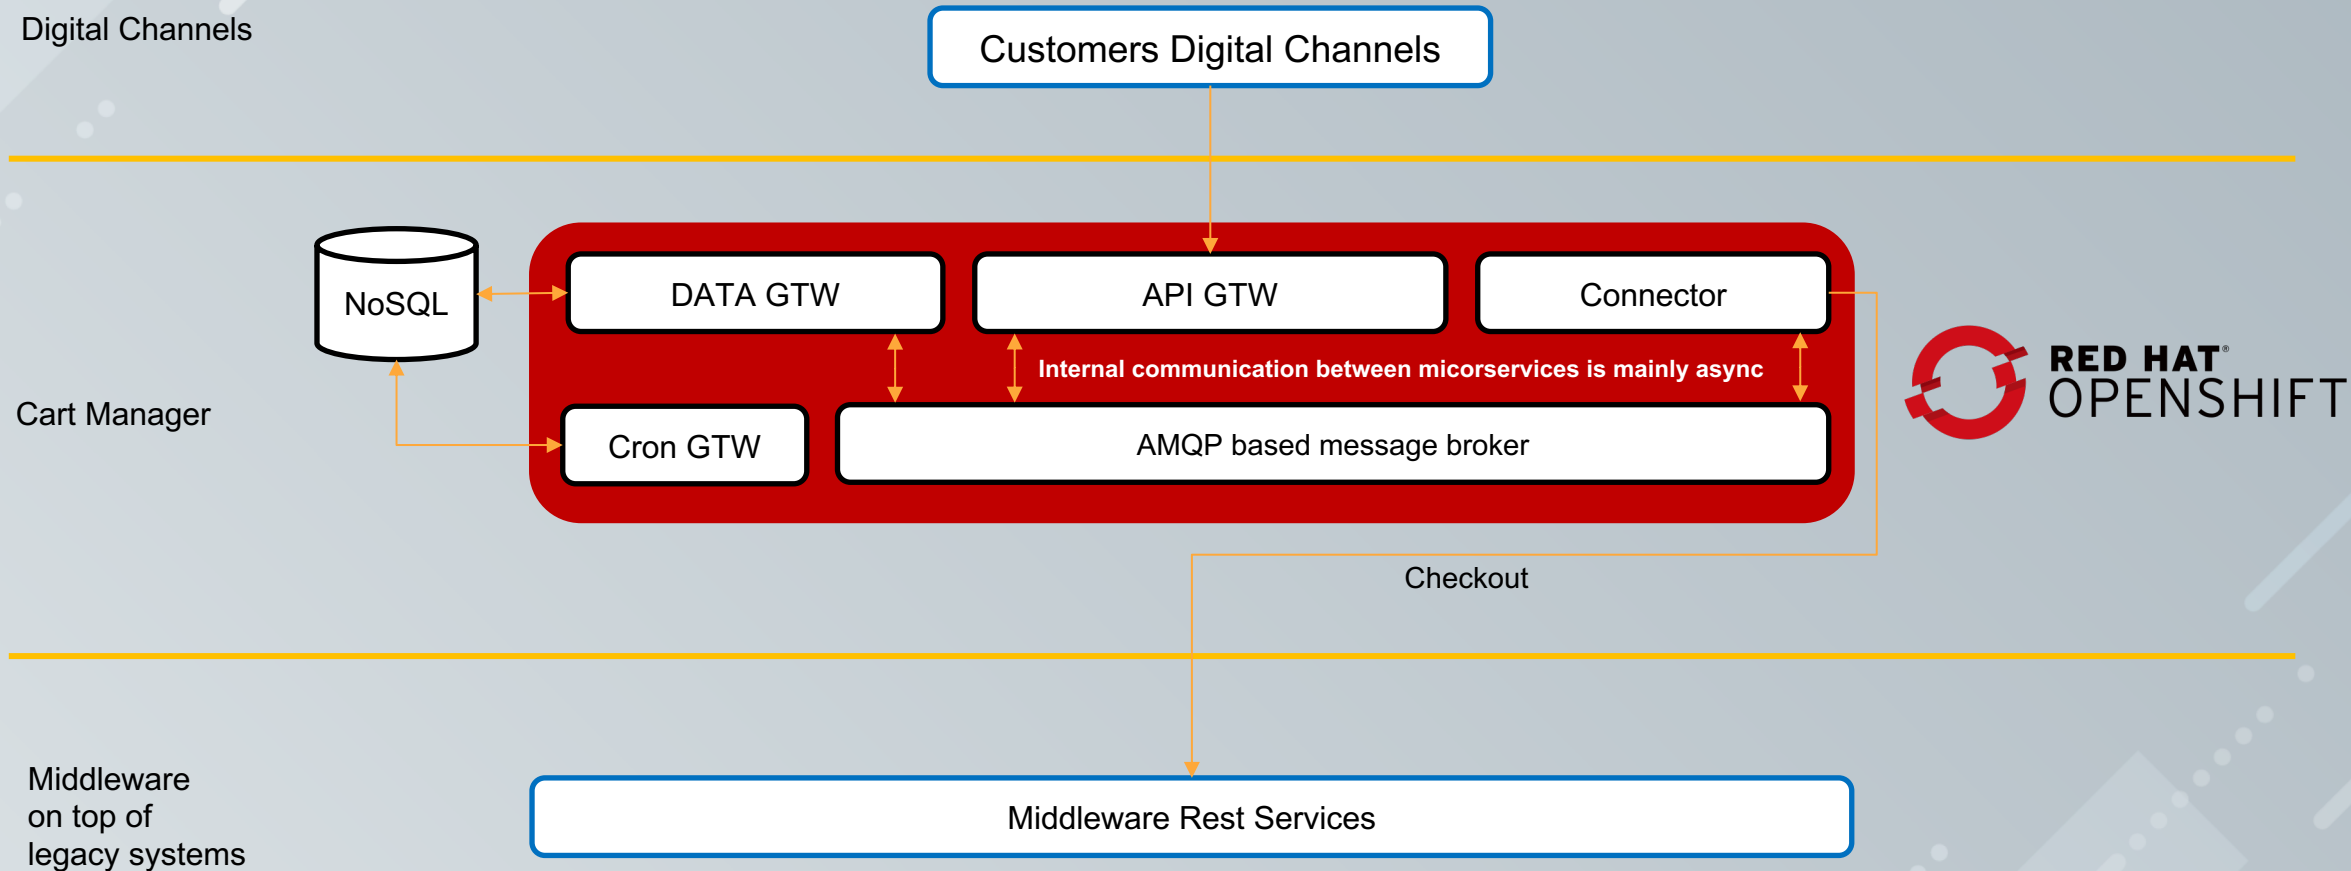 Digital Channels
Customers Digital Channels
NoSQL
DATA GTW
API GTW
Connector
Internal communication between micorservices is mainly async
RED HAT®
OPENSHIFT
Cart Manager
Cron GTW
AMQP based message broker
Checkout
Middleware
on top of
legacy systems
Middleware Rest Services